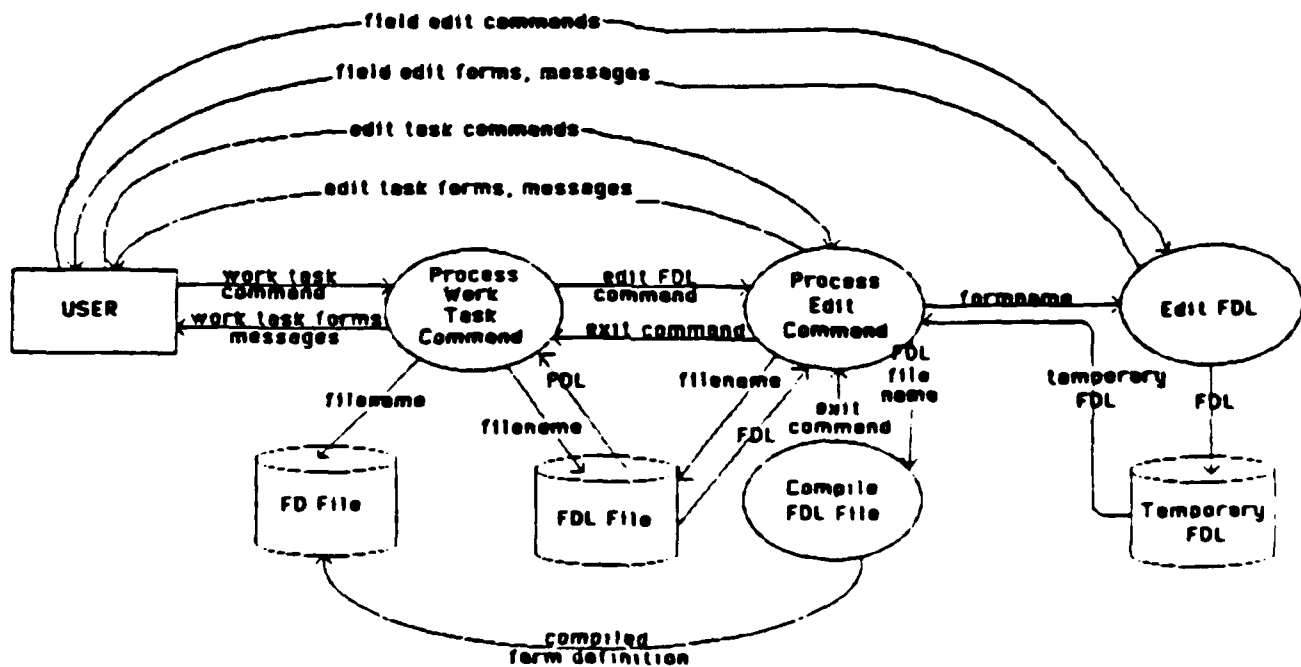 field edit commands
field edit forms, messages
edit task commands
edit task forms, messages
USER
work task
command
work task forms
messages
Process
Work
Task
Command
edit FDL
command
exit command
Process
Edit
Command
formname
Edit FDL
filename
filename
FDL
filename
FDL
exit
command
FDL
file
name
temporary
FDL
FDL
FD File
FDL File
Compile
FDL File
Temporary
FDL
compiled
form definition